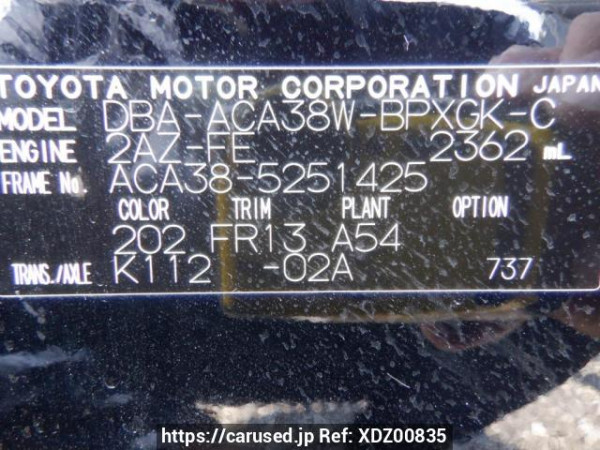 TOYOTA MOTOR CORPORATION JAPAN
MODEL DBA-ACA38W-BPXGK-C
ENGINE 2AZ-FE 2362 mL
FRAME No. ACA38-5251425
COLOR TRIM PLANT OPTION
202 FR13 A54
TRANS./AXLE K112 -02A 737
https://carused.jp Ref: XDZ00835